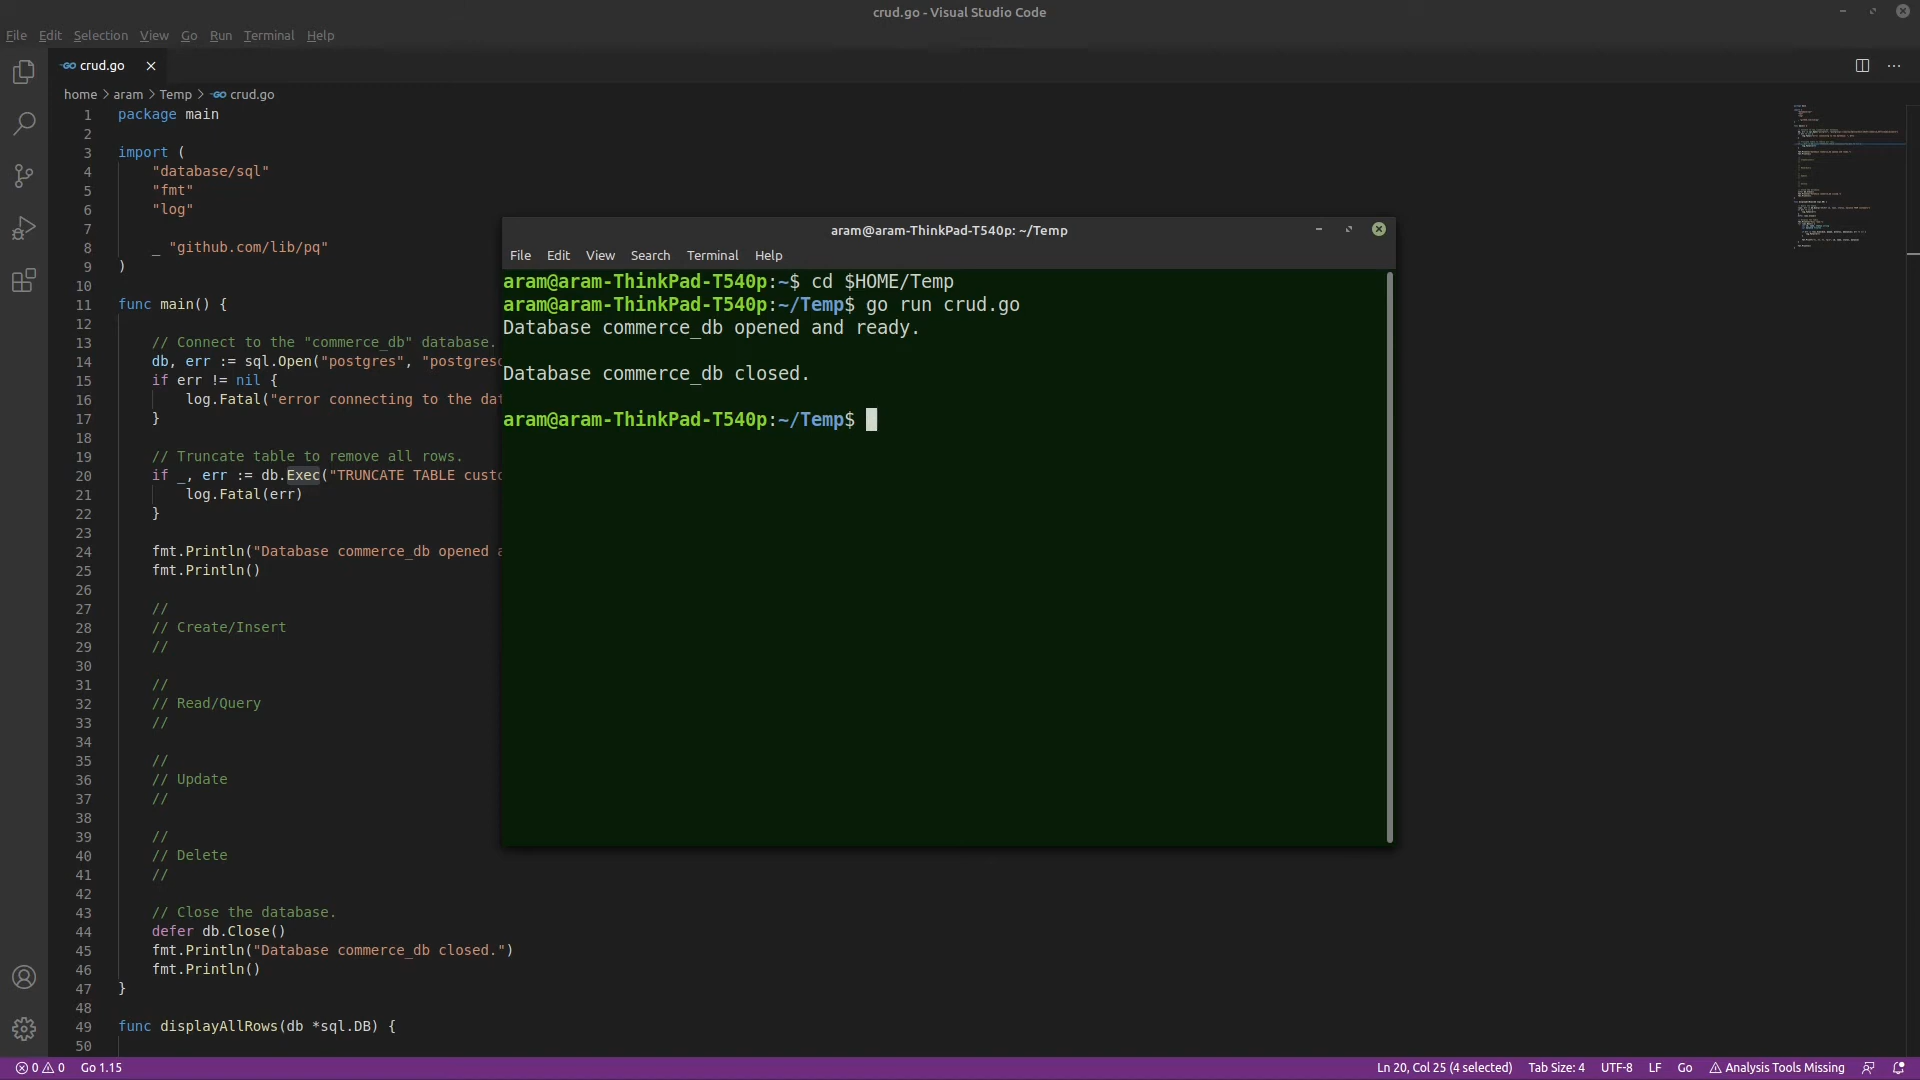 crud.go - Visual Studio Code
File Edit Selection View Go Run Terminal Help
GO crud.go
home > aram > Temp > GO crud.go
1 package main
2
3 import (
4 "database/sql"
5 "fmt"
6 "log"
7
8 _ "github.com/lib/pq"
9 )
10
11 func main() {
12
13 // Connect to the "commerce_db" database.
14 db, err := sql.Open("postgres", "postgres
15 if err != nil {
16 log.Fatal("error connecting to the dat
17 }
18
19 // Truncate table to remove all rows.
20 if _, err := db.Exec("TRUNCATE TABLE custo
21 log.Fatal(err)
22 }
23
24 fmt.Println("Database commerce_db opened a
25 fmt.Println()
26
27 //
28 // Create/Insert
29 //
30
31 //
32 // Read/Query
33 //
34
35 //
36 // Update
37 //
38
39 //
40 // Delete
41 //
42
43 // Close the database.
44 defer db.Close()
45 fmt.Println("Database commerce_db closed.")
46 fmt.Println()
47 }
48
49 func displayAllRows(db *sql.DB) {
50
aram@aram-ThinkPad-T540p: ~/Temp
File Edit View Search Terminal Help
aram@aram-ThinkPad-T540p:~$ cd $HOME/Temp
aram@aram-ThinkPad-T540p:~/Temp$ go run crud.go
Database commerce_db opened and ready.
Database commerce_db closed.
aram@aram-ThinkPad-T540p:~/Temp$
0 0 Go 1.15
Ln 20, Col 25 (4 selected) Tab Size: 4 UTF-8 LF Go Analysis Tools Missing